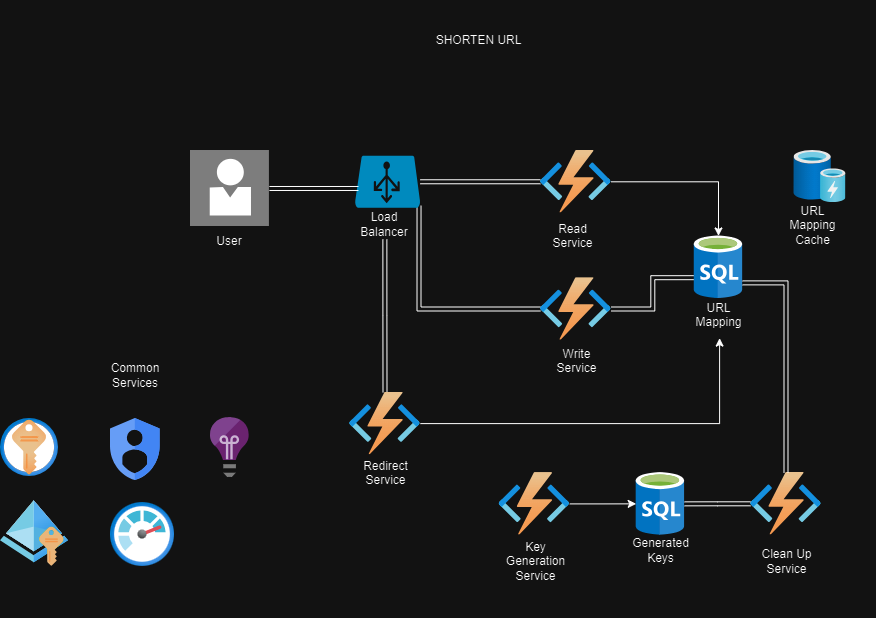 SHORTEN URL
User
Load
Balancer
Read
Service
URL
Mapping
Cache
SQL
URL
Mapping
Write
Service
Common
Services
Redirect
Service
Key
Generation
Service
SQL
Generated
Keys
Clean Up
Service